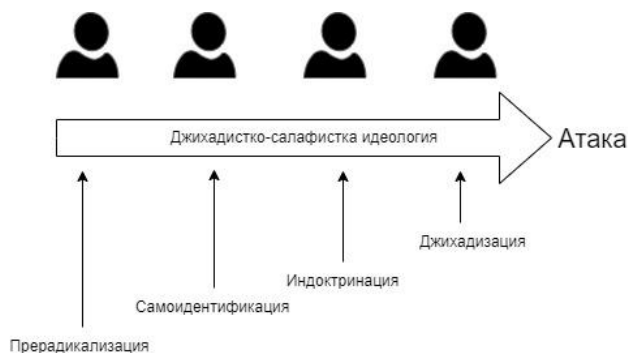 Джихадистко-салафистка идеология
Атака
Джихадизация
Индоктринация
Самоидентификация
Прерадикализация